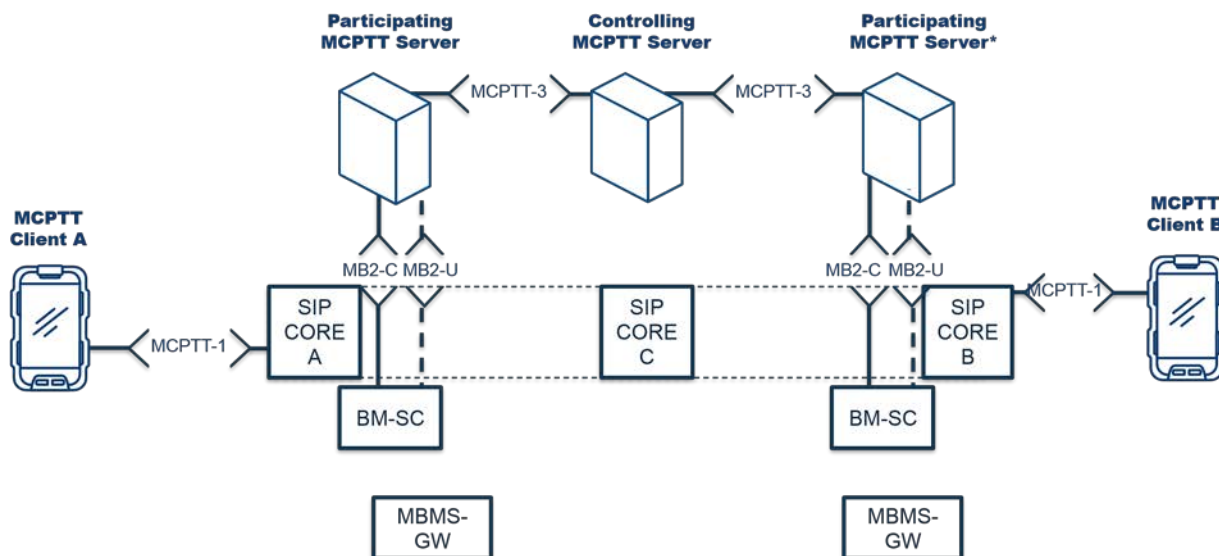 Participating
MCPTT Server
Controlling
MCPTT Server
Participating
MCPTT Server*
MCPTT-3
MCPTT-3
MCPTT
Client A
MCPTT
Client B
MB2-C
MB2-U
MB2-C
MB2-U
MCPTT-1
MCPTT-1
SIP
CORE
A
SIP
CORE
C
SIP
CORE
B
BM-SC
BM-SC
MBMS-
GW
MBMS-
GW